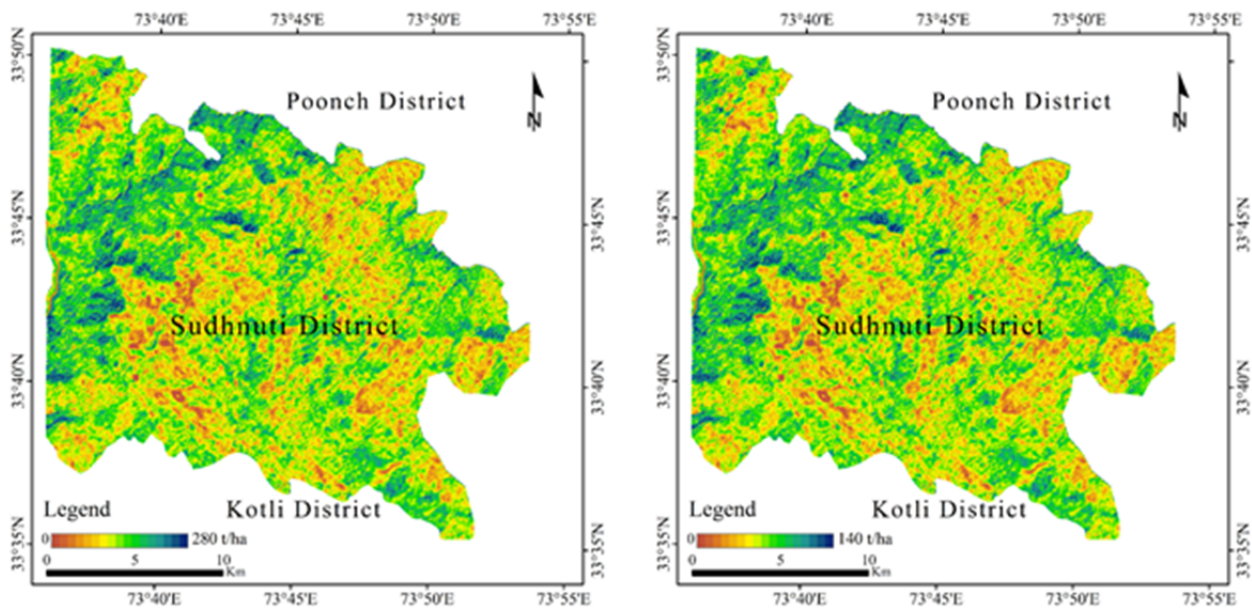 73°40'E 73°45'E 73°50'E 73°55'E
33°50'N
Poonch District
N
33°45'N
33°45'N
Sudhnuti District
33°40'N
33°40'N
Legend
Kotli District
0 280 t/ha
0 5 10
Km
33°35'N
33°35'N
73°40'E 73°45'E 73°50'E 73°55'E
73°40'E 73°45'E 73°50'E 73°55'E
33°50'N
Poonch District
N
33°45'N
33°45'N
Sudhnuti District
33°40'N
33°40'N
Legend
Kotli District
0 140 t/ha
0 5 10
Km
33°35'N
33°35'N
73°40'E 73°45'E 73°50'E 73°55'E